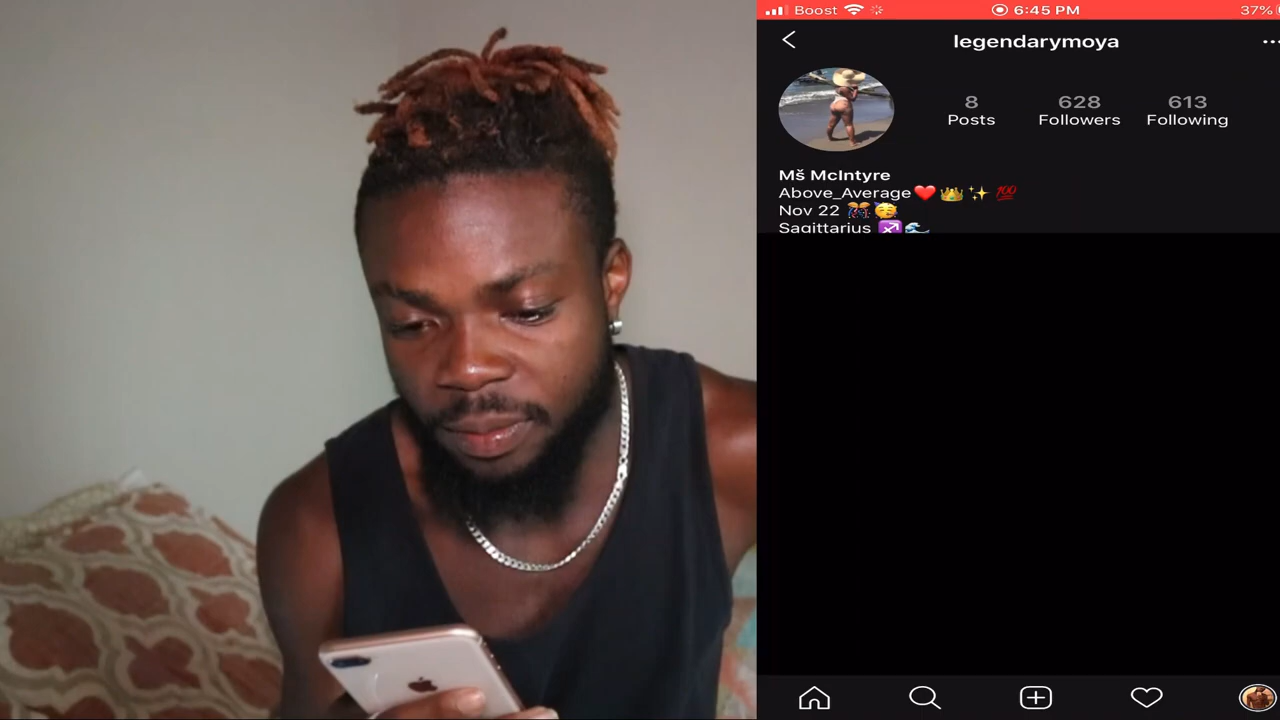 Boost 6:45 PM 37%
legendarymoya
8 628 613
Posts Followers Following
Mš McIntyre
Above_Average❤️👑✨ 💯
Nov 22 🎊🥳
Sagittarius ♐🌊